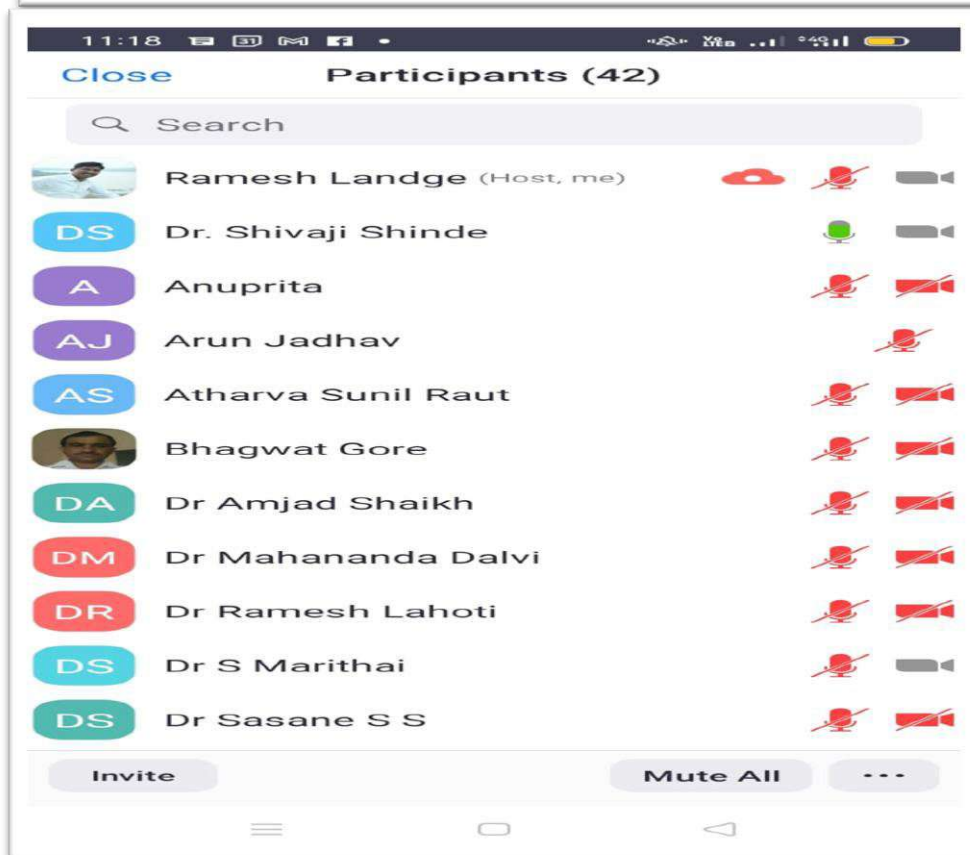 11:18 31
Close Participants (42)
Search
Ramesh Landge (Host, me)
DS Dr. Shivaji Shinde
A Anuprita
AJ Arun Jadhav
AS Atharva Sunil Raut
Bhagwat Gore
DA Dr Amjad Shaikh
DM Dr Mahananda Dalvi
DR Dr Ramesh Lahoti
DS Dr S Marithai
DS Dr Sasane S S
Invite Mute All ...